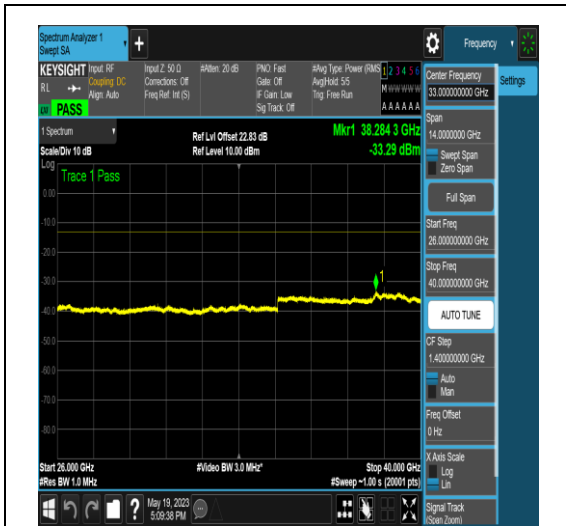 Spectrum Analyzer 1
Swept SA
Frequency
KEYSIGHT
RL
PASS
Input: RF
Coupling: DC
Align: Auto
Input Z: 50 Ω
Corrections: Off
Freq Ref: Int (S)
#Atten: 20 dB
PNO: Fast
Gate: Off
IF Gain: Low
Sig Track: Off
#Avg Type: Power (RMS)
Avg|Hold: 5/5
Trig: Free Run
1 2 3 4 5 6
M W W W W W
A A A A A A
1 Spectrum
Scale/Div 10 dB
Ref Lvl Offset 22.83 dB
Ref Level 10.00 dBm
Mkr1 38.284 3 GHz
-33.29 dBm
Log
Trace 1 Pass
0.00
-10.0
-20.0
-30.0
-40.0
-50.0
-60.0
-70.0
-80.0
1
Start 26.000 GHz
#Res BW 1.0 MHz
#Video BW 3.0 MHz*
Stop 40.000 GHz
#Sweep ~1.00 s (20001 pts)
May 19, 2023
5:09:38 PM
Center Frequency
33.000000000 GHz
Settings
Span
14.0000000 GHz
Swept Span
Zero Span
Full Span
Start Freq
26.000000000 GHz
Stop Freq
40.000000000 GHz
AUTO TUNE
CF Step
1.400000000 GHz
Auto
Man
Freq Offset
0 Hz
X Axis Scale
Log
Lin
Signal Track
(Span Zoom)